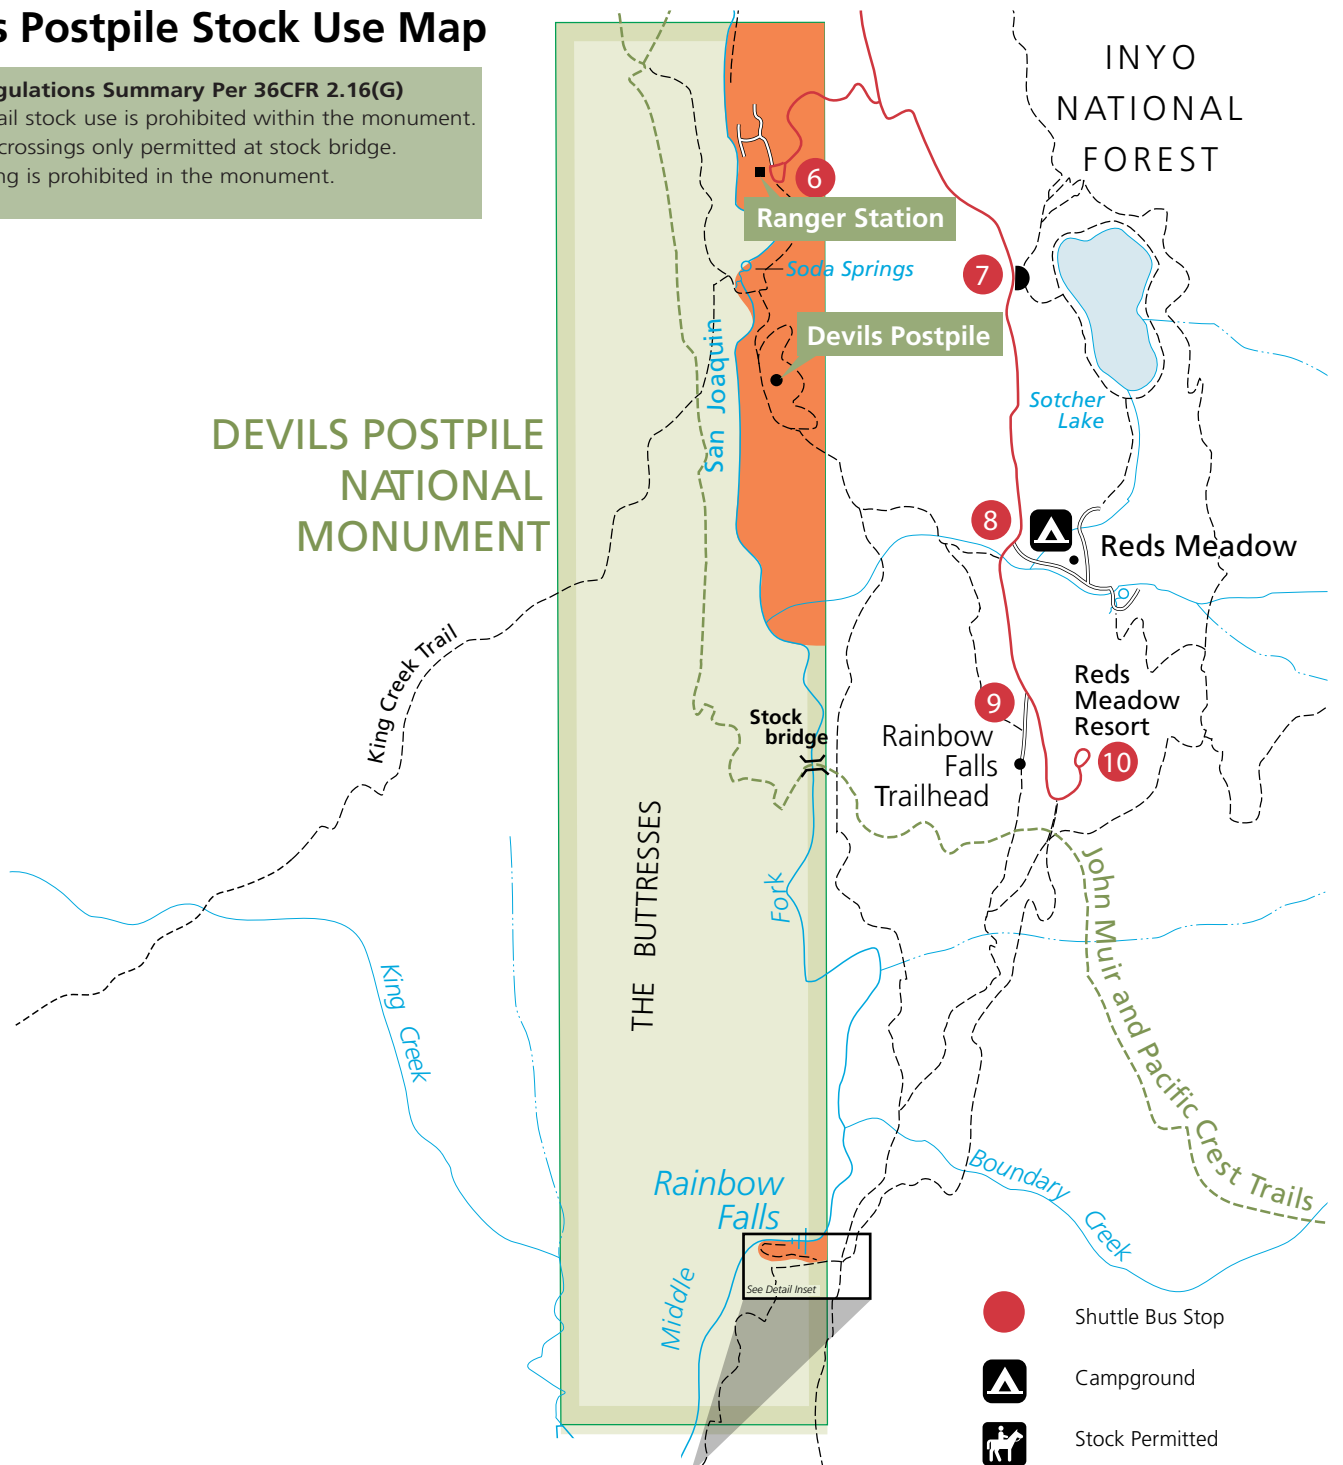 s Postpile Stock Use Map
gulations Summary Per 36CFR 2.16(G)
ail stock use is prohibited within the monument.
crossings only permitted at stock bridge.
ng is prohibited in the monument.
INYO
NATIONAL
FOREST
6
Ranger Station
Soda Springs
7
Devils Postpile
San Joaquin
Sotcher
Lake
DEVILS POSTPILE
NATIONAL
MONUMENT
8
Reds Meadow
King Creek Trail
Reds
Meadow
Resort
9
10
Stock
bridge
Rainbow
Falls
Trailhead
THE BUTTRESSES
Fork
King Creek
John Muir and Pacific Crest Trails
Boundary Creek
Rainbow
Falls
See Detail Inset
Middle
Shuttle Bus Stop
Campground
Stock Permitted